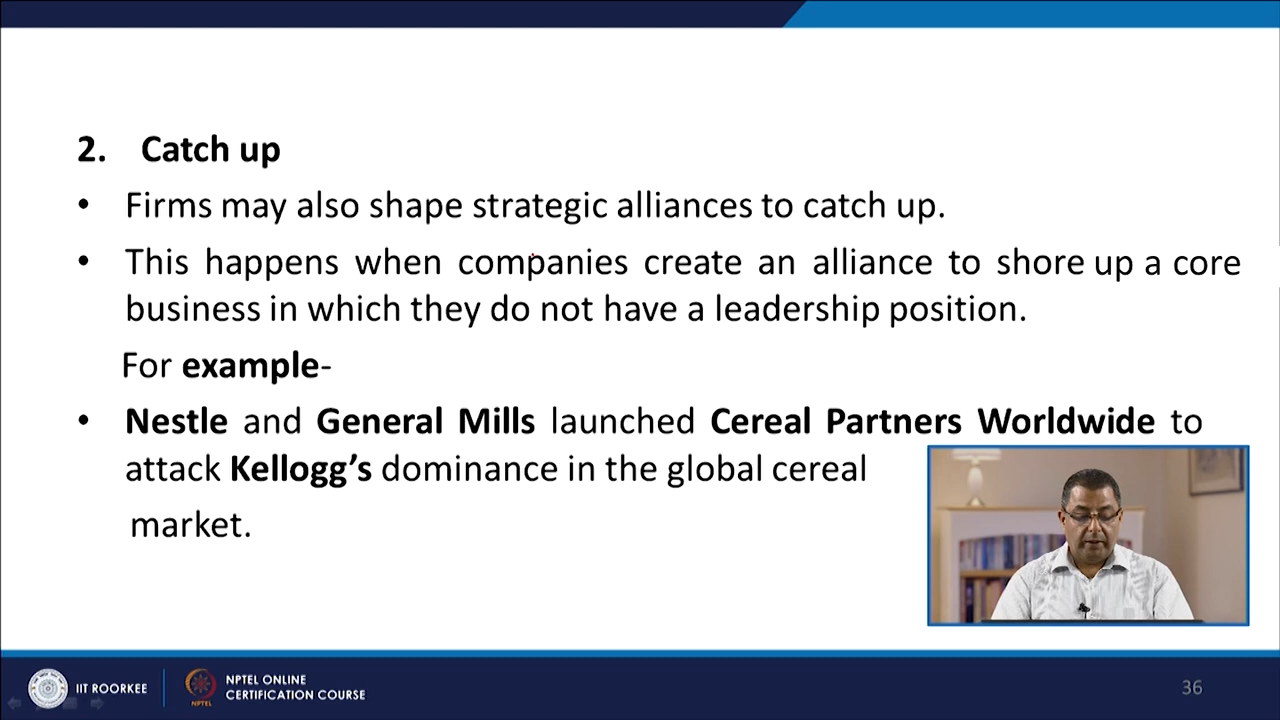 2. Catch up
• Firms may also shape strategic alliances to catch up.
• This happens when companies create an alliance to shore up a core
business in which they do not have a leadership position.
For example-
• Nestle and General Mills launched Cereal Partners Worldwide to
attack Kellogg's dominance in the global cereal
market.
IIT ROORKEE
NPTEL
NPTEL ONLINE
CERTIFICATION COURSE
36